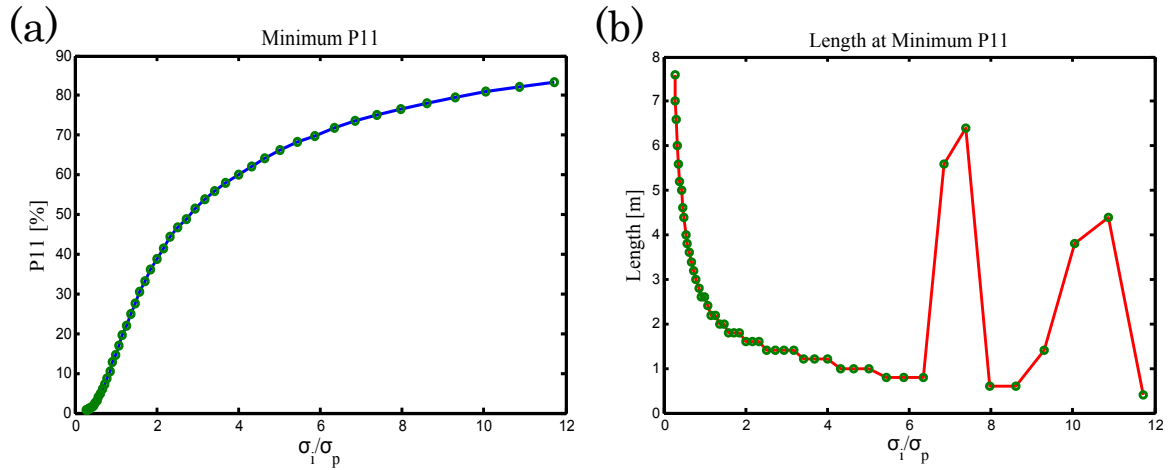 (a)
Minimum P11
P11 [%]
90
80
70
60
50
40
30
20
10
0
0 2 4 6 8 10 12
σi/σp
(b)
Length at Minimum P11
Length [m]
8
7
6
5
4
3
2
1
0
0 2 4 6 8 10 12
σi/σp